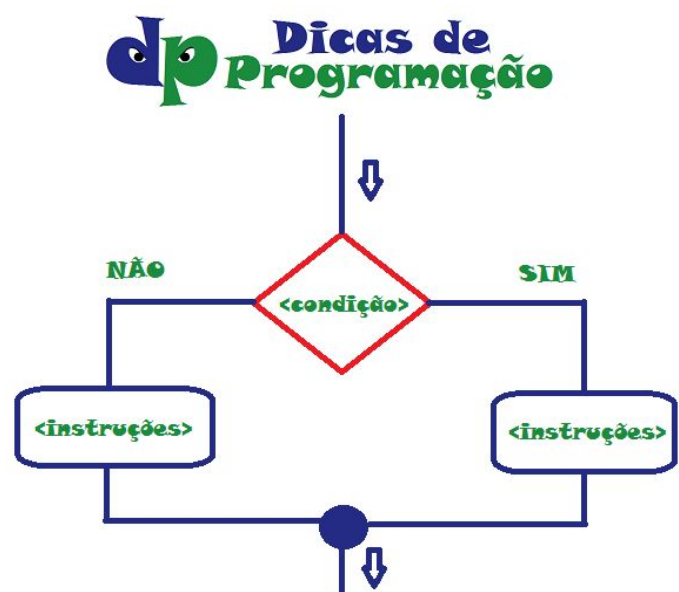 dp
Dicas de
Programação
NÃO
SIM
<condição>
<instruções>
<instruções>